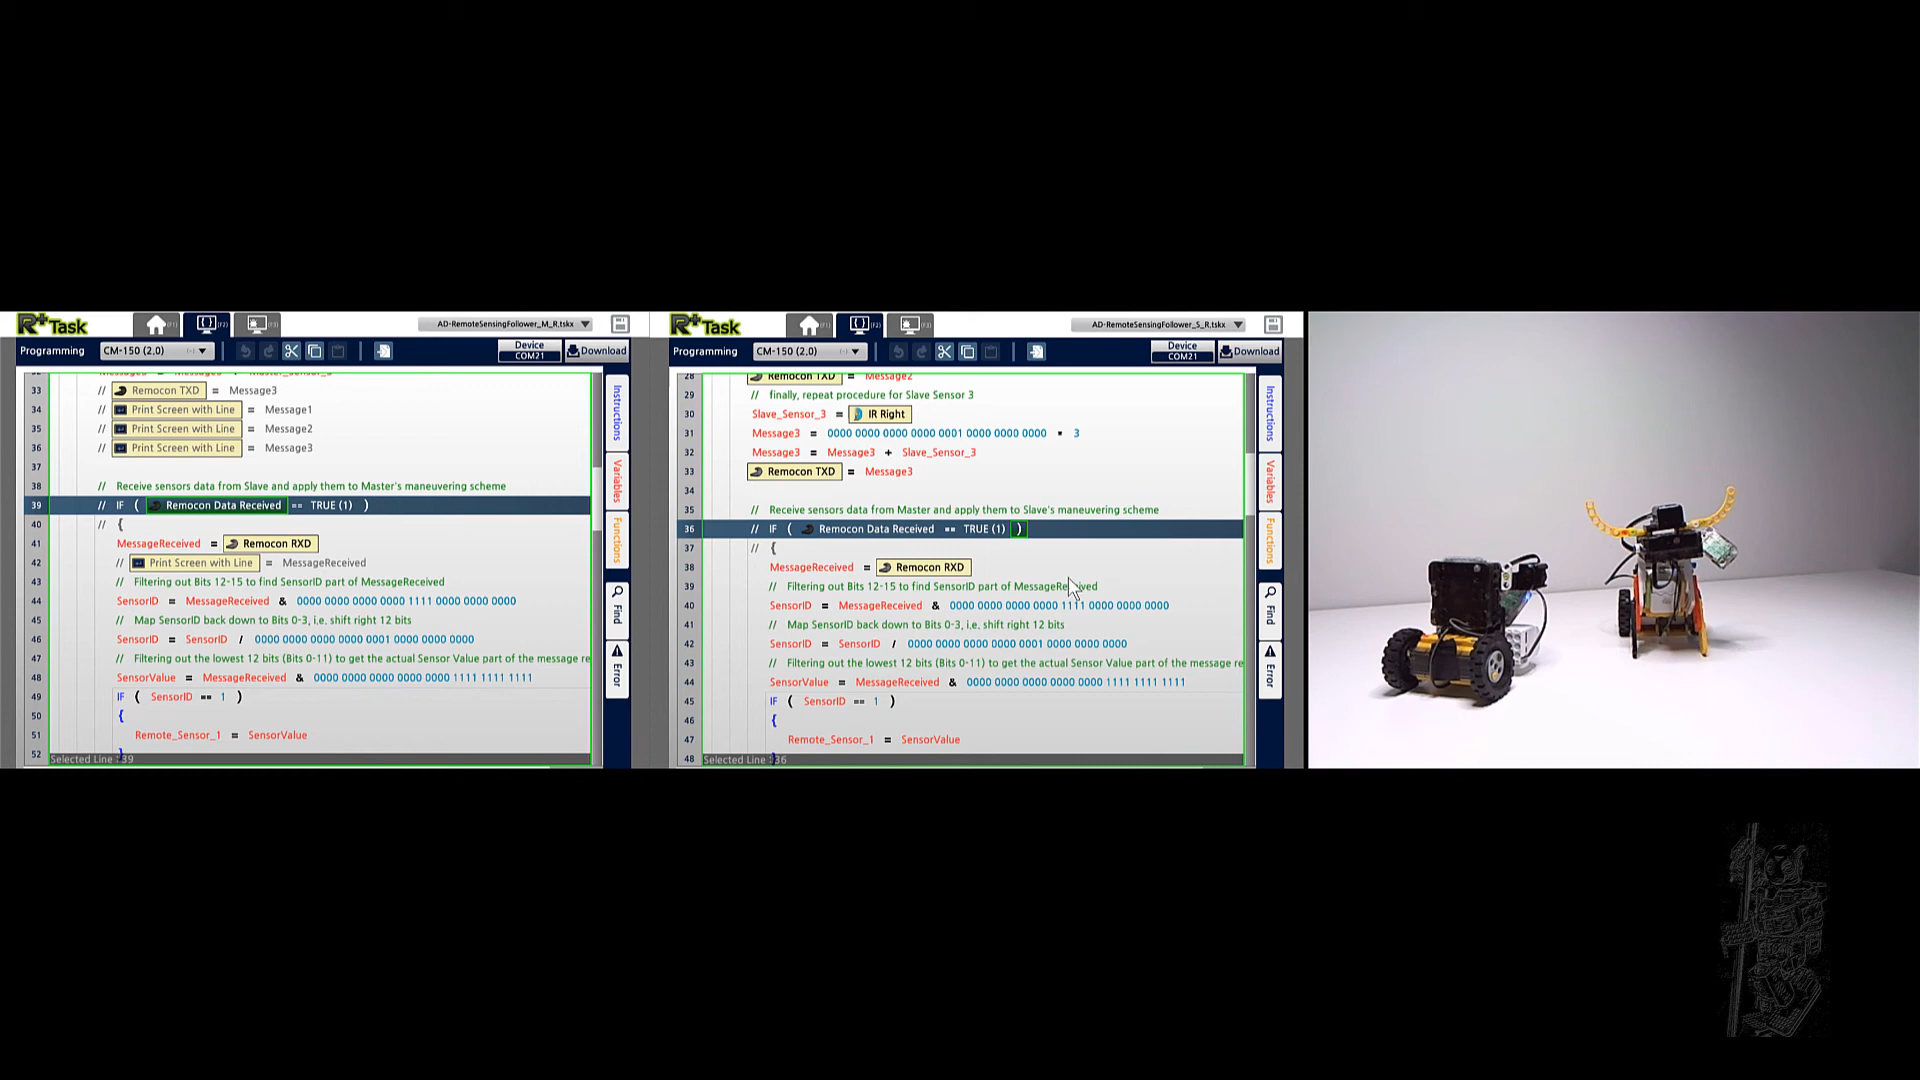 R+Task (F1) {} (F2) (F3) AD-RemoteSensingFollower_M_R.tskx
Programming CM-150 (2.0) Device COM21 Download
33 // Remocon TXD = Message3
34 // Print Screen with Line = Message1
35 // Print Screen with Line = Message2
36 // Print Screen with Line = Message3
37
38 // Receive sensors data from Slave and apply them to Master's maneuvering scheme
39 // IF ( Remocon Data Received == TRUE (1) )
40 // {
41 MessageReceived = Remocon RXD
42 // Print Screen with Line = MessageReceived
43 // Filtering out Bits 12-15 to find SensorID part of MessageReceived
44 SensorID = MessageReceived & 0000 0000 0000 0000 1111 0000 0000 0000
45 // Map SensorID back down to Bits 0-3, i.e. shift right 12 bits
46 SensorID = SensorID / 0000 0000 0000 0000 0001 0000 0000 0000
47 // Filtering out the lowest 12 bits (Bits 0-11) to get the actual Sensor Value part of the message re
48 SensorValue = MessageReceived & 0000 0000 0000 0000 0000 1111 1111 1111
49 IF ( SensorID == 1 )
50 {
51 Remote_Sensor_1 = SensorValue
52 }
Selected Line : 39
Instructions
Variables
Functions
Find
Error
R+Task (F1) {} (F2) (F3) AD-RemoteSensingFollower_S_R.tskx
Programming CM-150 (2.0) Device COM21 Download
28 Remocon TXD = Message2
29 // finally, repeat procedure for Slave Sensor 3
30 Slave_Sensor_3 = IR Right
31 Message3 = 0000 0000 0000 0000 0001 0000 0000 0000 * 3
32 Message3 = Message3 + Slave_Sensor_3
33 Remocon TXD = Message3
34
35 // Receive sensors data from Master and apply them to Slave's maneuvering scheme
36 // IF ( Remocon Data Received == TRUE (1) )
37 // {
38 MessageReceived = Remocon RXD
39 // Filtering out Bits 12-15 to find SensorID part of MessageReceived
40 SensorID = MessageReceived & 0000 0000 0000 0000 1111 0000 0000 0000
41 // Map SensorID back down to Bits 0-3, i.e. shift right 12 bits
42 SensorID = SensorID / 0000 0000 0000 0000 0001 0000 0000 0000
43 // Filtering out the lowest 12 bits (Bits 0-11) to get the actual Sensor Value part of the message re
44 SensorValue = MessageReceived & 0000 0000 0000 0000 0000 1111 1111 1111
45 IF ( SensorID == 1 )
46 {
47 Remote_Sensor_1 = SensorValue
48 }
Selected Line : 36
Instructions
Variables
Functions
Find
Error